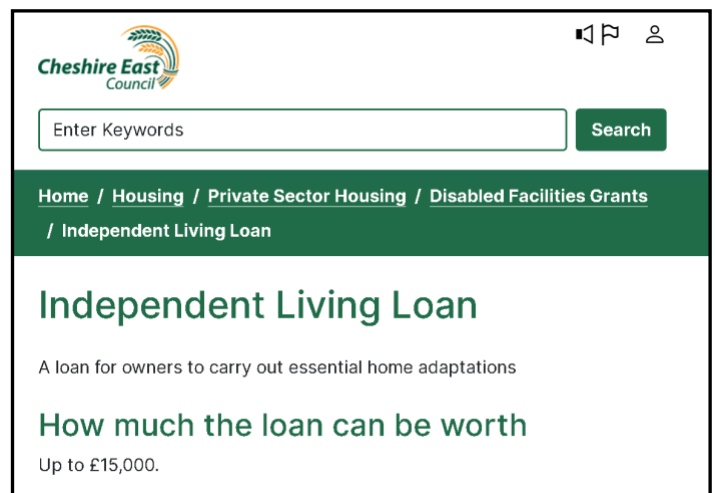 Cheshire East
Council
Enter Keywords
Search
Home / Housing / Private Sector Housing / Disabled Facilities Grants
/ Independent Living Loan
Independent Living Loan
A loan for owners to carry out essential home adaptations
How much the loan can be worth
Up to £15,000.